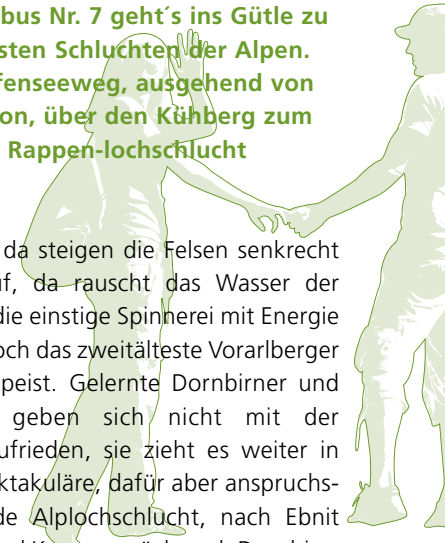 bus Nr. 7 geht´s ins Gütle zu
sten Schluchten der Alpen.
fenseeweg, ausgehend von
on, über den Kühberg zum
Rappen-lochschlucht
da steigen die Felsen senkrecht
f, da rauscht das Wasser der
die einstige Spinnerei mit Energie
och das zweitälteste Vorarlberger
peist. Gelernte Dornbirner und
geben sich nicht mit der
ufrieden, sie zieht es weiter in
ktakuläre, dafür aber anspruchs-
de Alplochschlucht, nach Ebnit